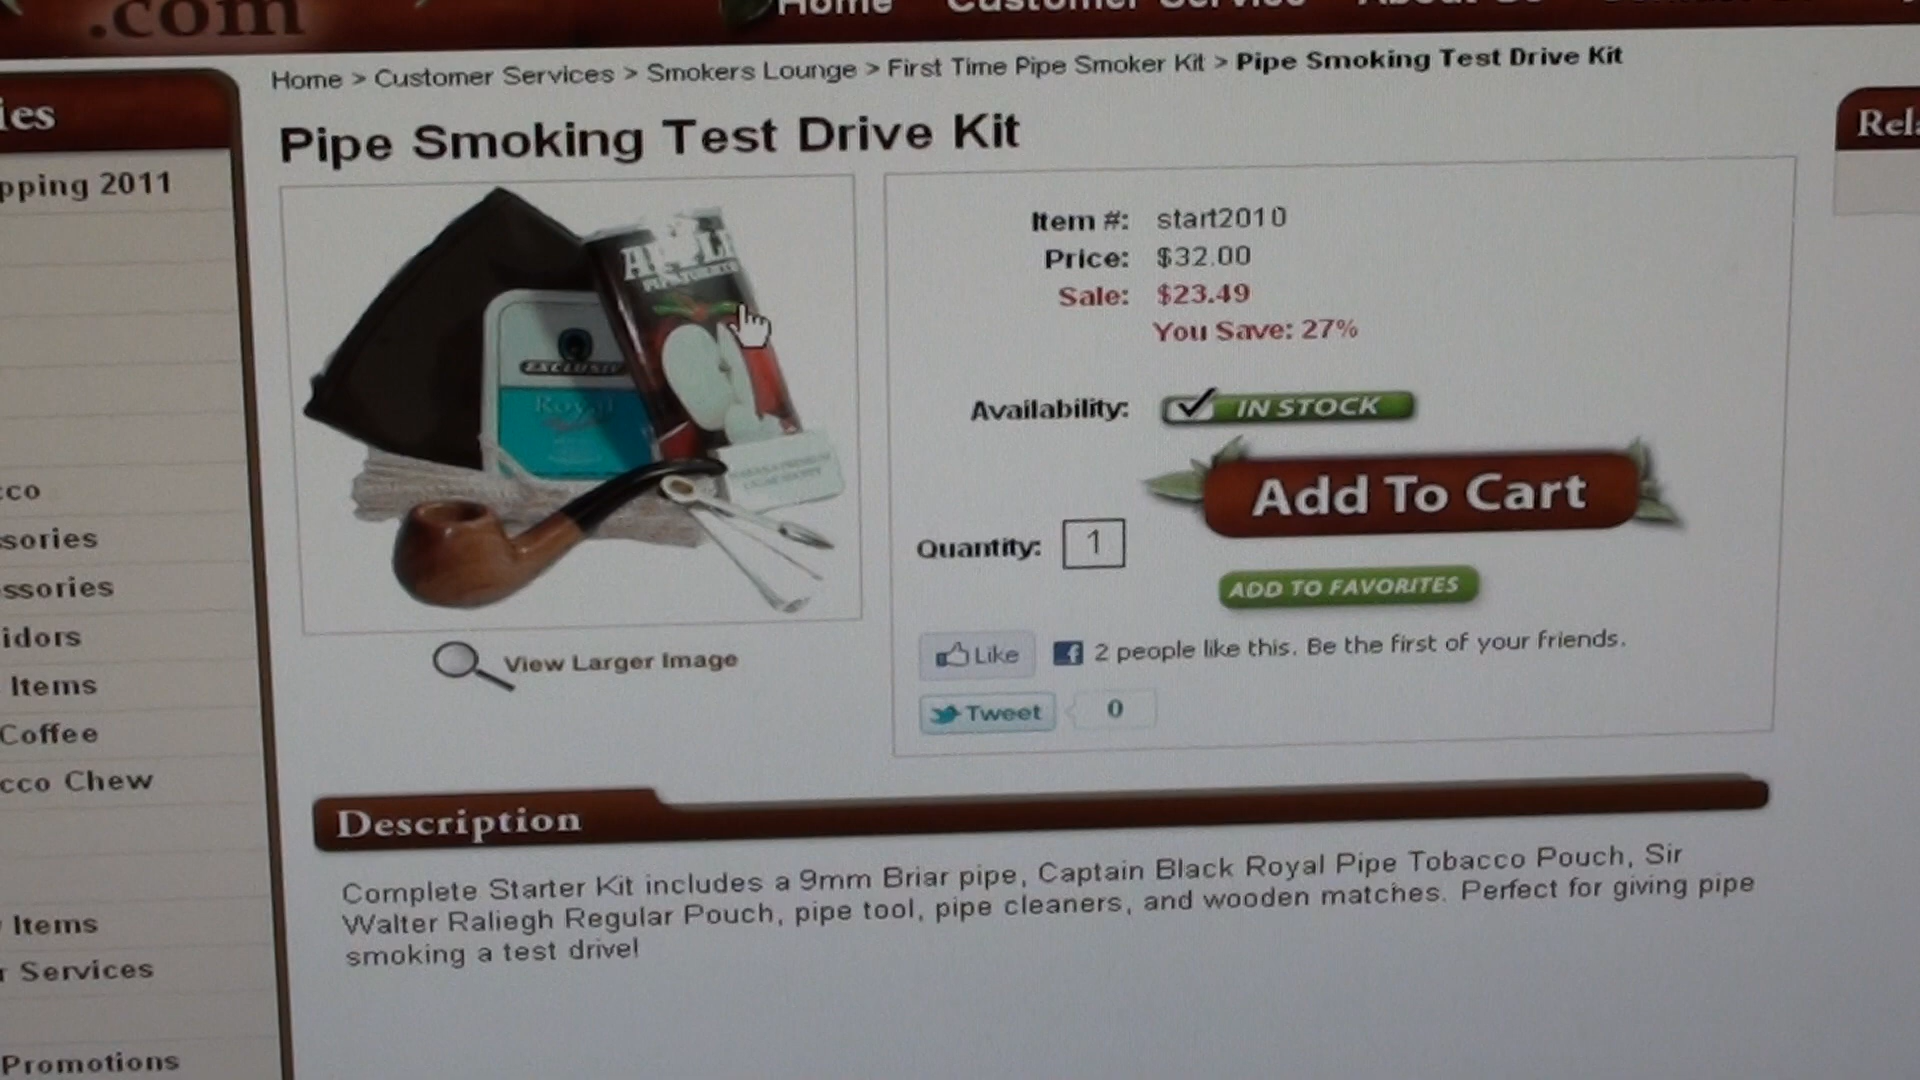 .com
Home Customer Service
Home > Customer Services > Smokers Lounge > First Time Pipe Smoker Kit > Pipe Smoking Test Drive Kit
ies
pping 2011
cco
sories
ssories
idors
Items
Coffee
cco Chew
Items
r Services
Promotions
Pipe Smoking Test Drive Kit
EXCLUSIV
Royal
View Larger Image
Item #: start2010
Price: $32.00
Sale: $23.49
You Save: 27%
Availability: IN STOCK
Add To Cart
Quantity: 1
ADD TO FAVORITES
Like 2 people like this. Be the first of your friends.
Tweet 0
Rela
Description
Complete Starter Kit includes a 9mm Briar pipe, Captain Black Royal Pipe Tobacco Pouch, Sir
Walter Raliegh Regular Pouch, pipe tool, pipe cleaners, and wooden matches. Perfect for giving pipe
smoking a test drive!